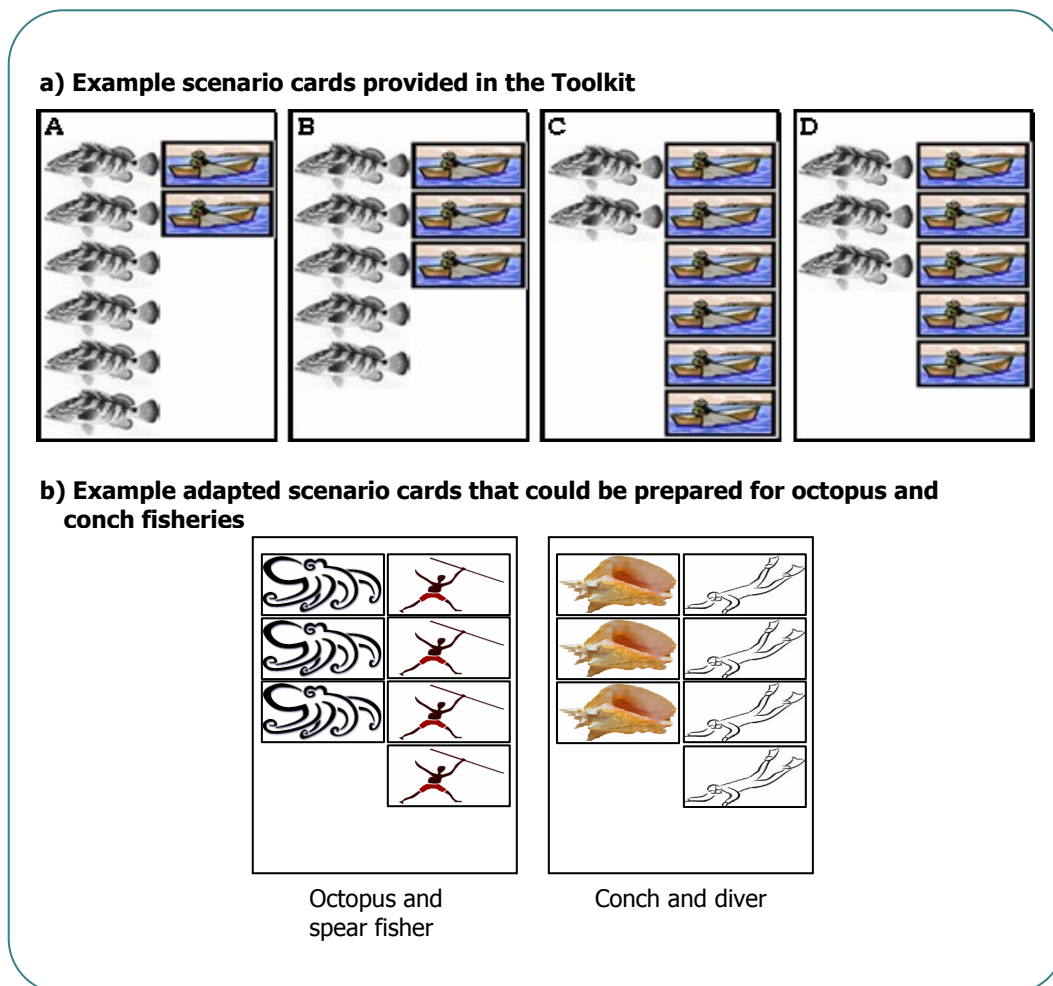 a) Example scenario cards provided in the Toolkit
A
B
C
D
b) Example adapted scenario cards that could be prepared for octopus and
conch fisheries
Octopus and
spear fisher
Conch and diver